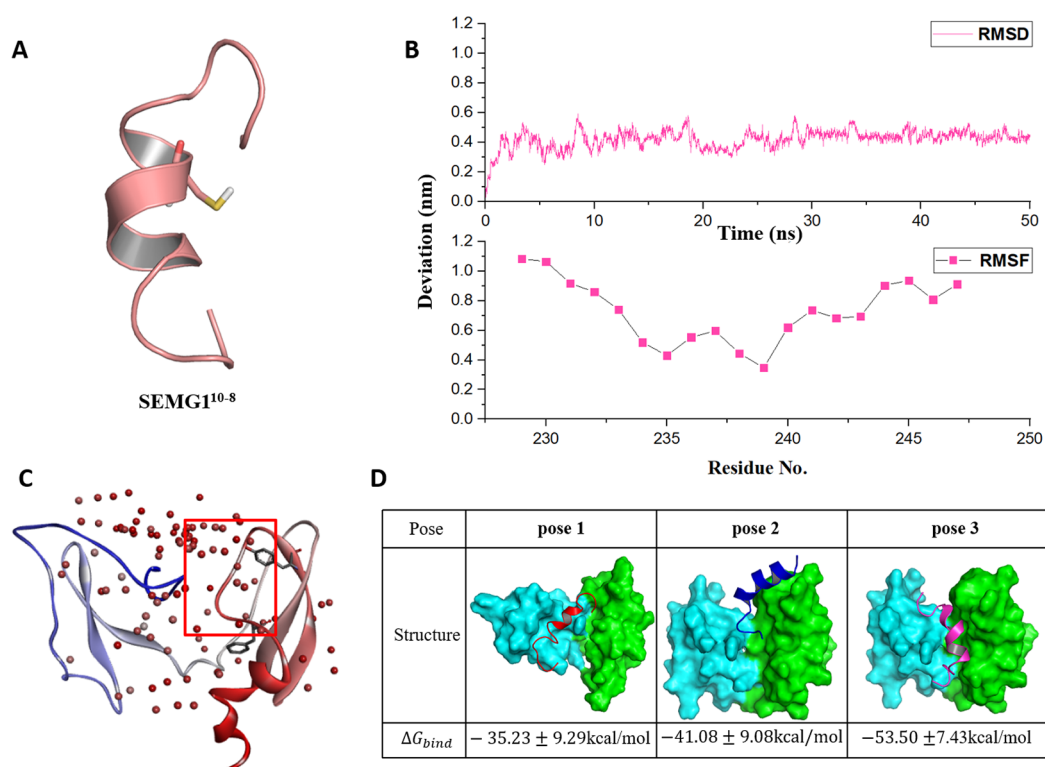 A
SEMG1¹⁰⁻⁸
B
RMSD
1.2
1.0
0.8
0.6
0.4
0.2
0.0
0 10 20 30 40 50
Time (ns)
Deviation (nm)
RMSF
1.2
1.0
0.8
0.6
0.4
0.2
0.0
230 235 240 245 250
Residue No.
C
D
Pose pose 1 pose 2 pose 3
Structure
ΔG_bind − 35.23 ± 9.29kcal/mol −41.08 ± 9.08kcal/mol −53.50 ±7.43kcal/mol